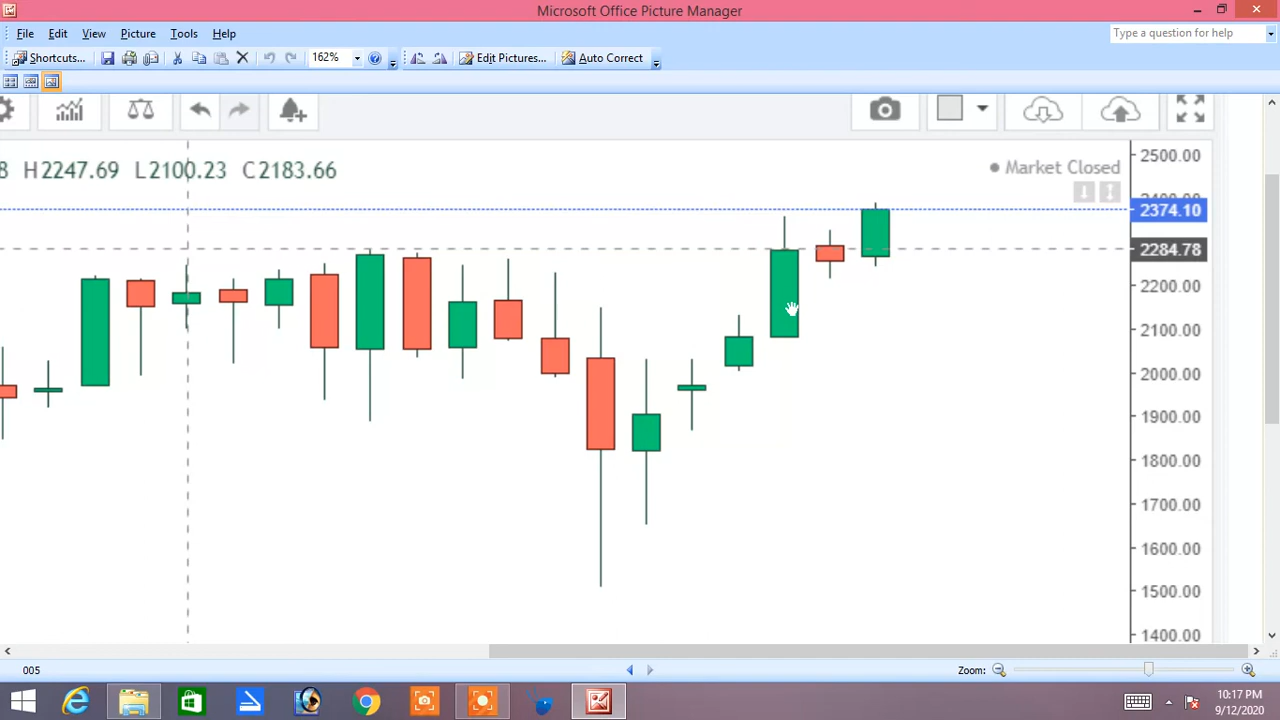 Microsoft Office Picture Manager
File Edit View Picture Tools Help
Type a question for help
Shortcuts... 162% Edit Pictures... Auto Correct
8 H2247.69 L2100.23 C2183.66
Market Closed
2500.00
2400.00
2374.10
2284.78
2200.00
2100.00
2000.00
1900.00
1800.00
1700.00
1600.00
1500.00
1400.00
005
Zoom:
10:17 PM
9/12/2020